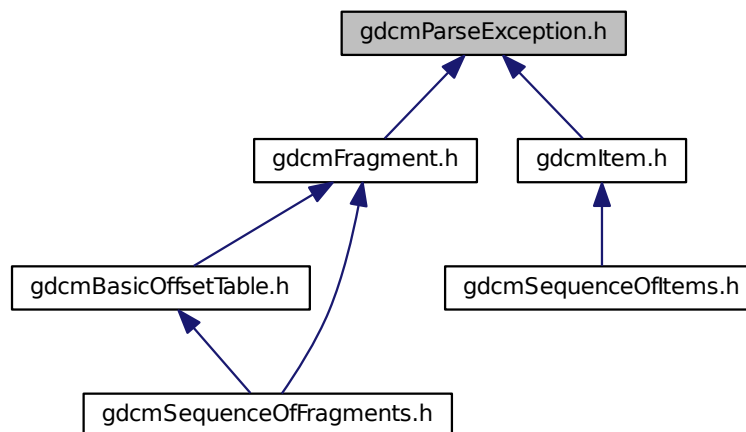 gdcmParseException.h
gdcmFragment.h
gdcmItem.h
gdcmBasicOffsetTable.h
gdcmSequenceOfItems.h
gdcmSequenceOfFragments.h